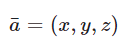 ā = (x, y, z)